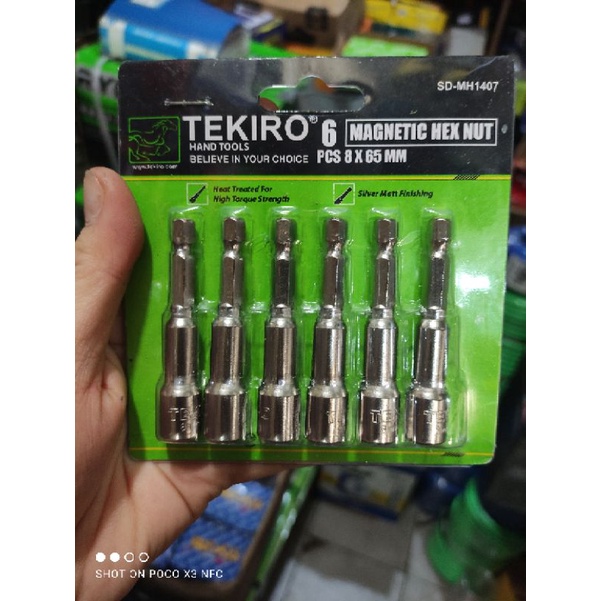 SD-MH1407
TEKIRO®
HAND TOOLS
BELIEVE IN YOUR CHOICE
6 MAGNETIC HEX NUT
PCS 8 X 65 MM
Heat Treated For
High Torque Strength
Silver Matt Finishing
SHOT ON POCO X3 NFC